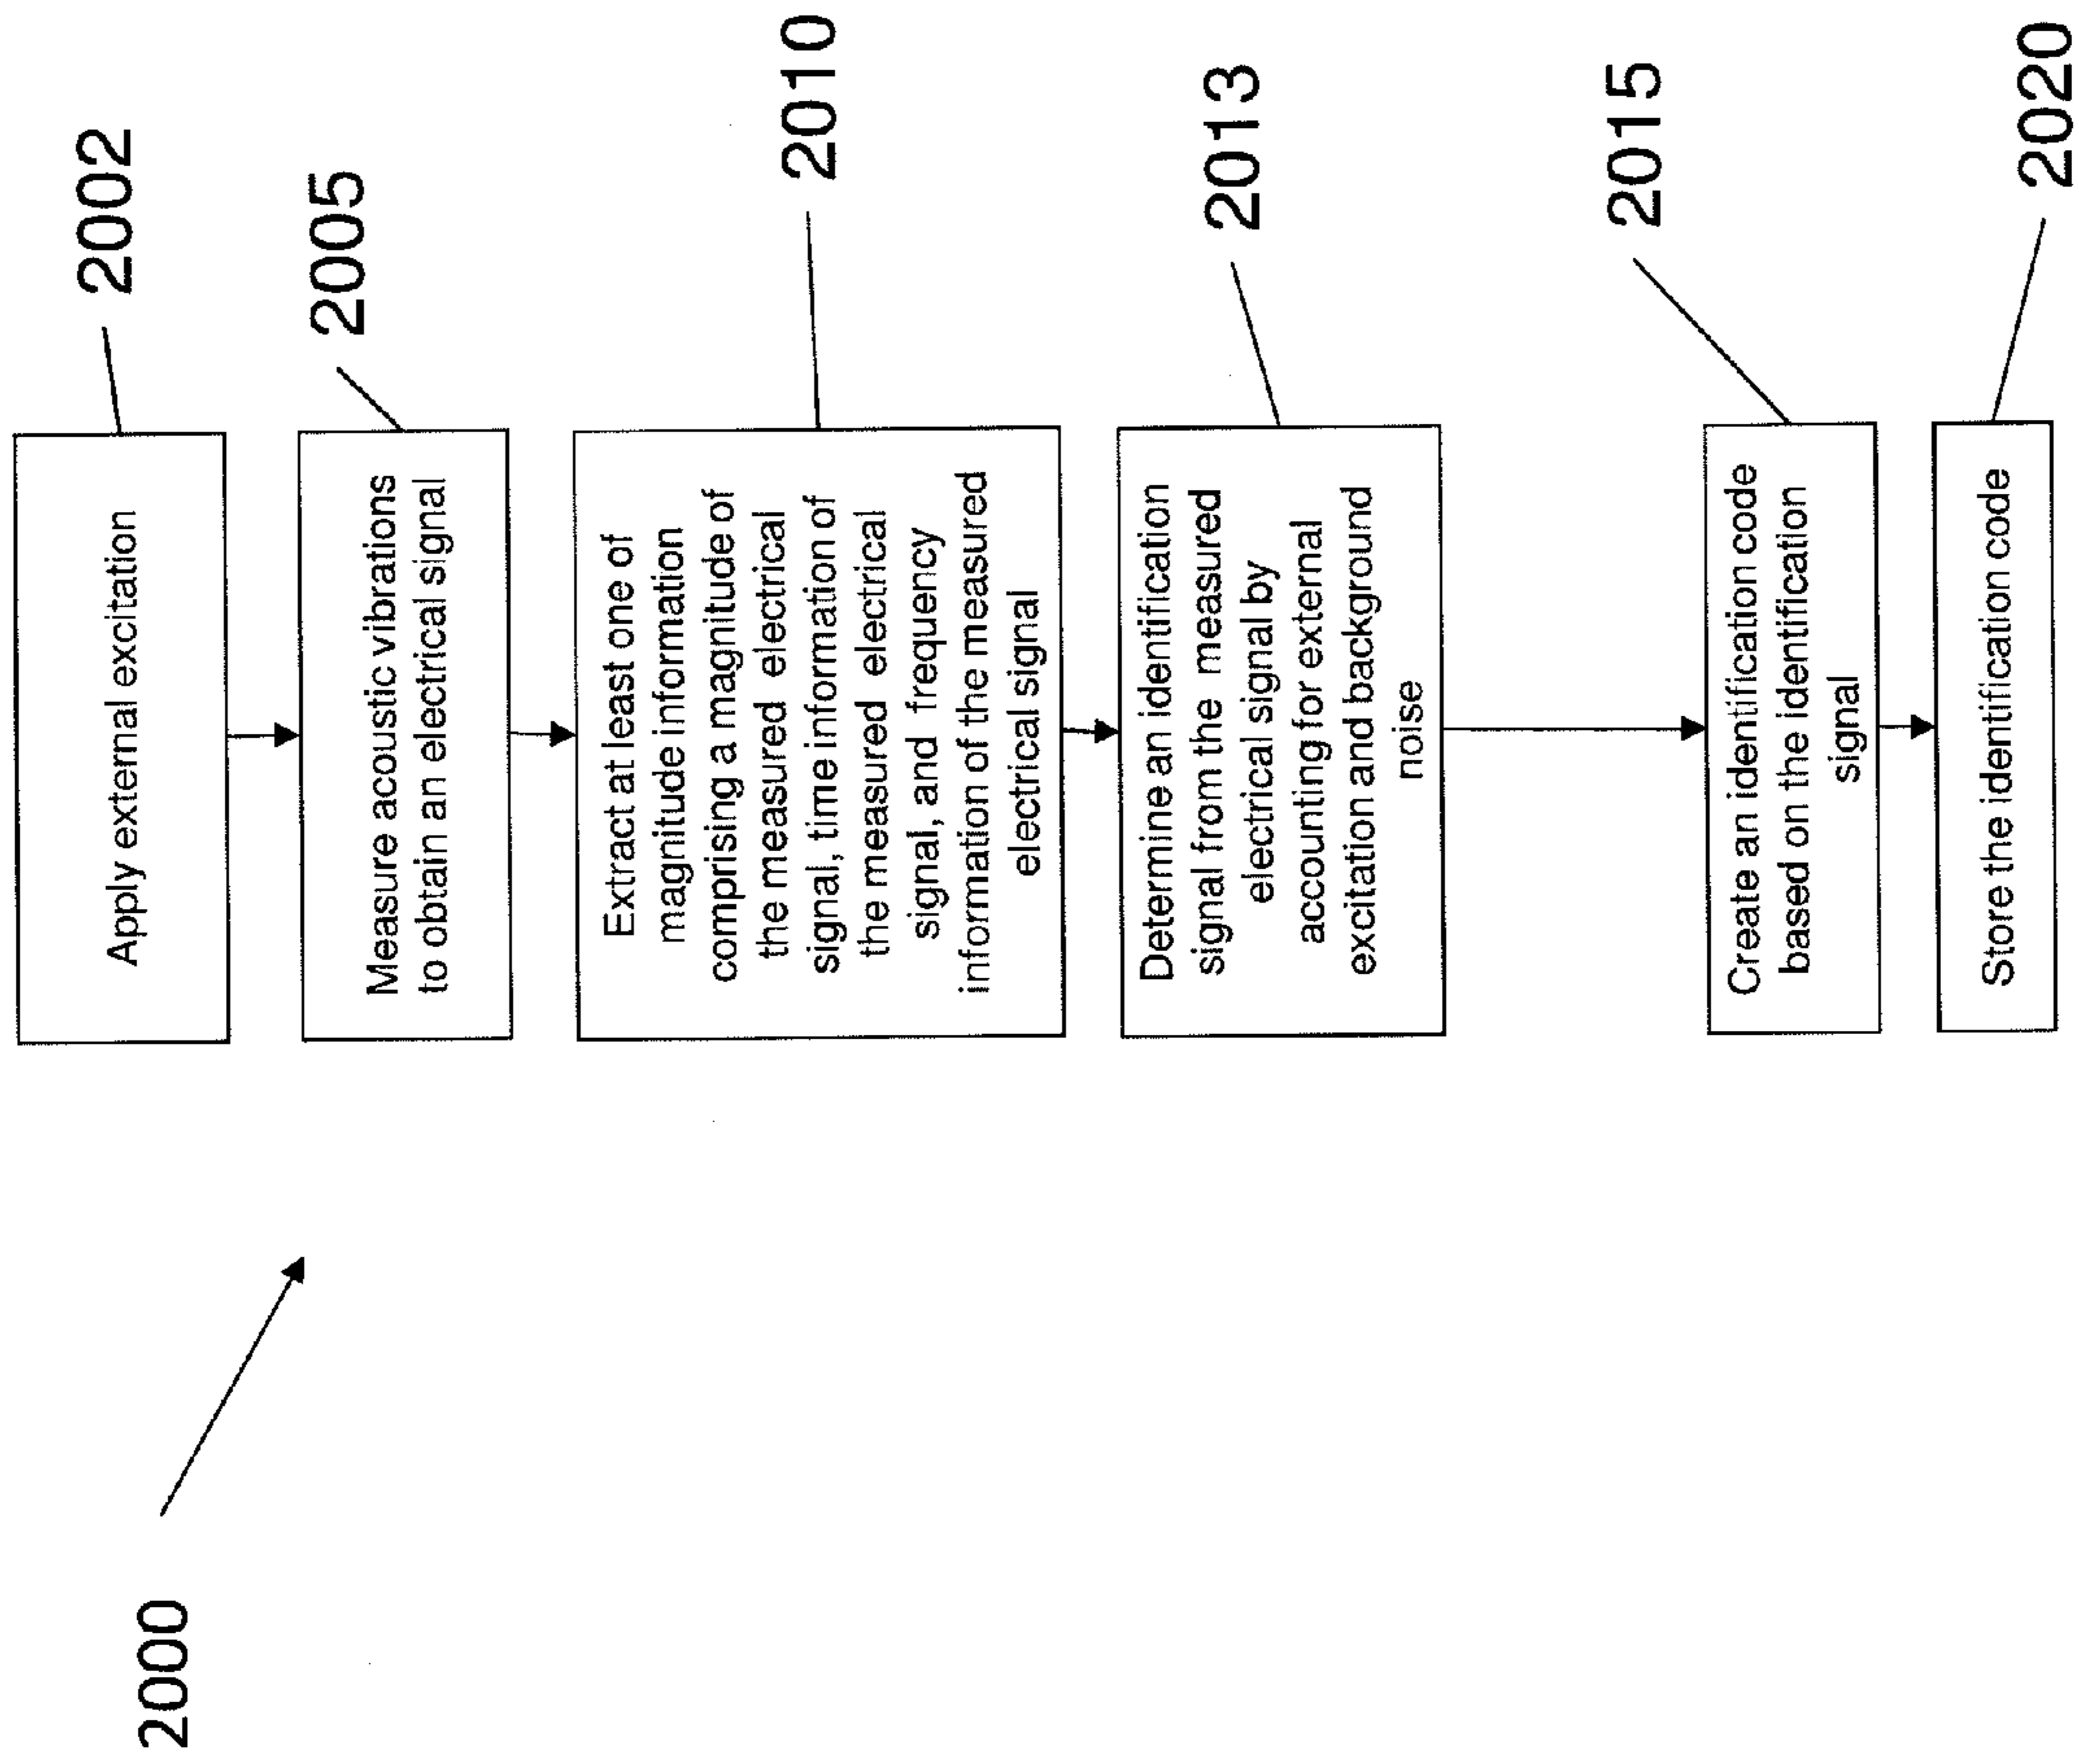 2000
Apply external excitation
2002
Measure acoustic vibrations
to obtain an electrical signal
2005
Extract at least one of
magnitude information
comprising a magnitude of
the measured electrical
signal, time information of
the measured electrical
signal, and frequency
information of the measured
electrical signal
2010
Determine an identification
signal from the measured
electrical signal by
accounting for external
excitation and background
noise
2013
Create an identification code
based on the identification
signal
2015
Store the identification code
2020